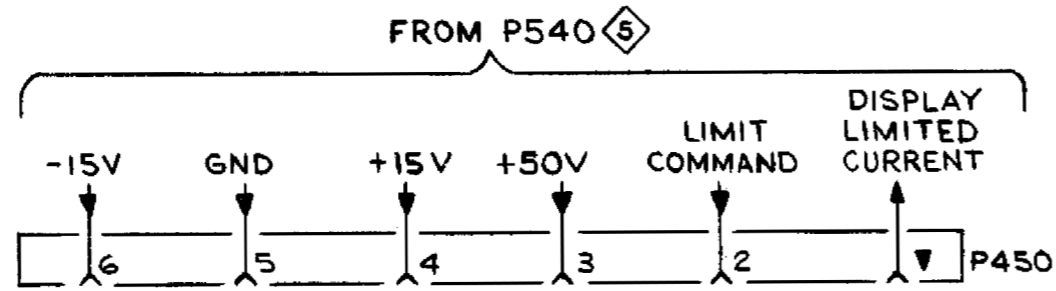 FROM P540 5
DISPLAY
LIMIT LIMITED
-15V GND +15V +50V COMMAND CURRENT
6 5 4 3 2 P450